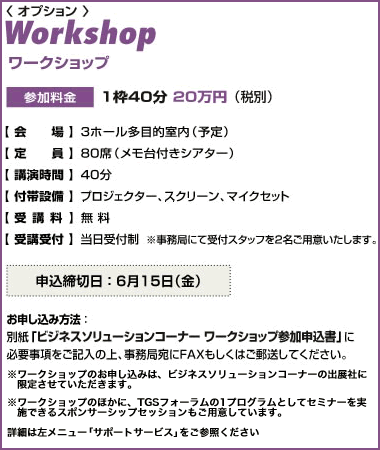 〈 オプション 〉
Workshop
ワークショップ
参加料金 1枠40分 20万円（税別）
【 会　　場 】 3ホール多目的室内（予定）
【 定　　員 】 80席（メモ台付きシアター）
【 講演時間 】 40分
【 付帯設備 】 プロジェクター、スクリーン、マイクセット
【 受 講 料 】 無 料
【 受講受付 】 当日受付制 ※事務局にて受付スタッフを2名ご用意いたします。
申込締切日：6月15日（金）
お申し込み方法：
別紙「ビジネスソリューションコーナー ワークショップ参加申込書」に
必要事項をご記入の上、事務局宛にFAXもしくはご郵送してください。
※ワークショップのお申し込みは、ビジネスソリューションコーナーの出展社に
限定させていただきます。
※ワークショップのほかに、TGSフォーラムの1プログラムとしてセミナーを実
施できるスポンサーシップセッションもご用意しています。
詳細は左メニュー「サポートサービス」をご参照ください